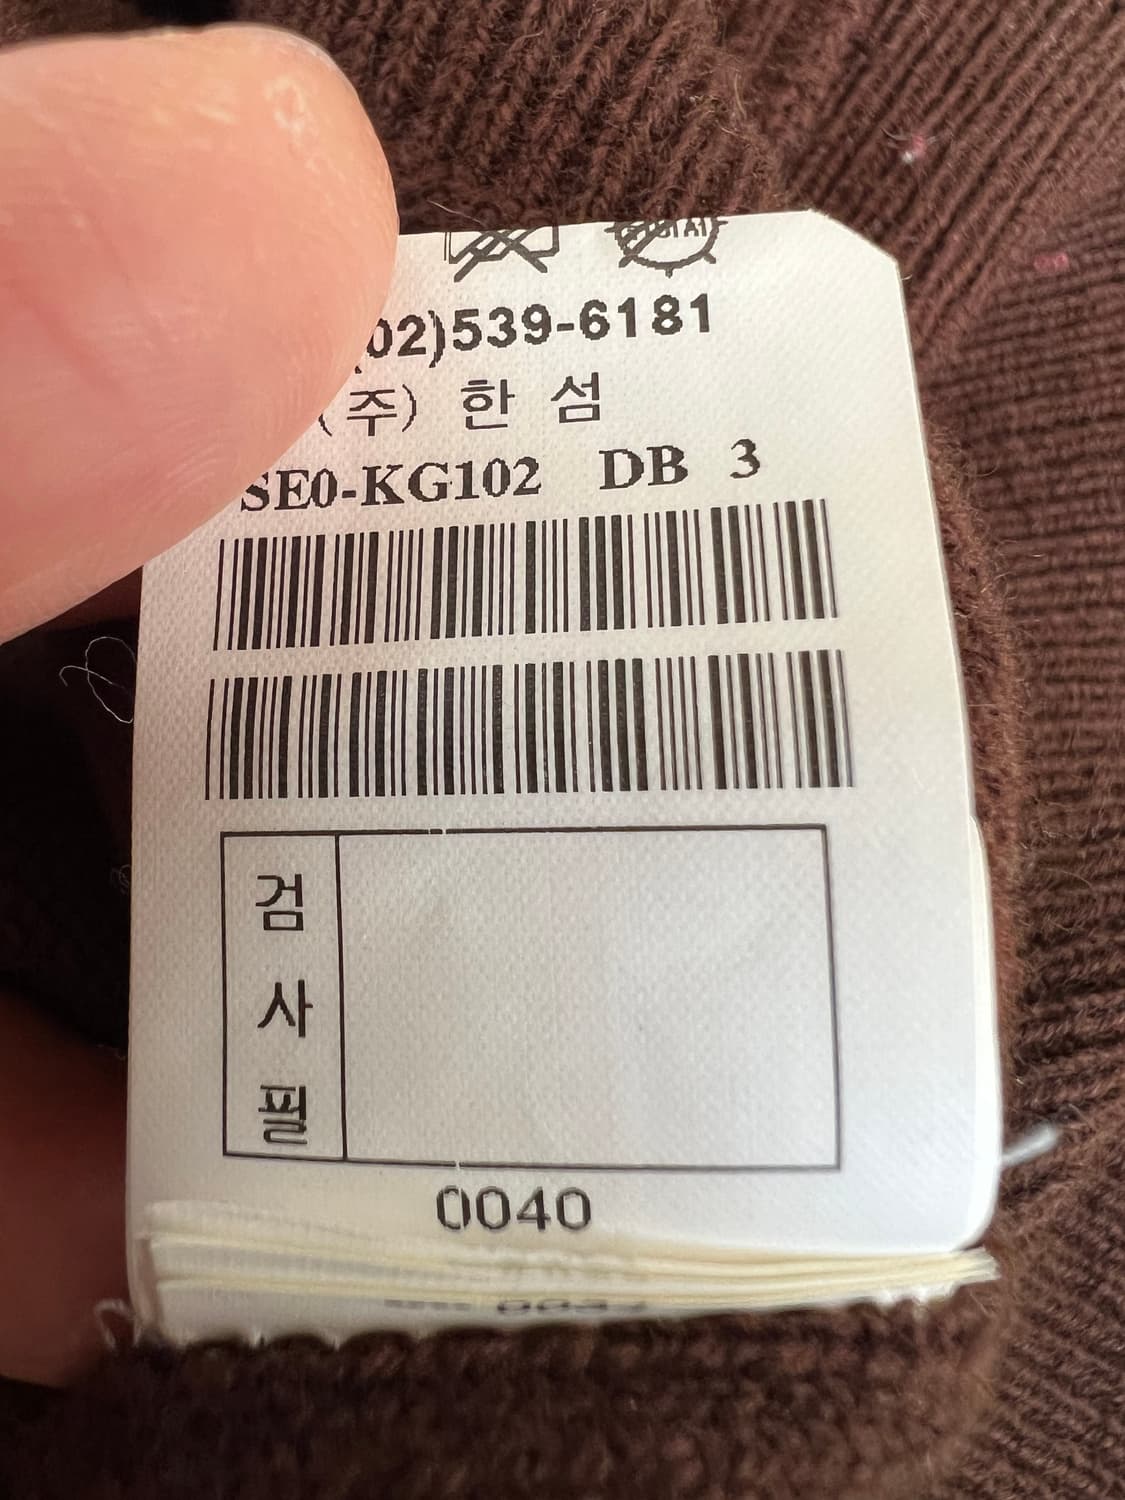 (02)539-6181
(주) 한 섬
SE0-KG102 DB 3
검
사
필
0040